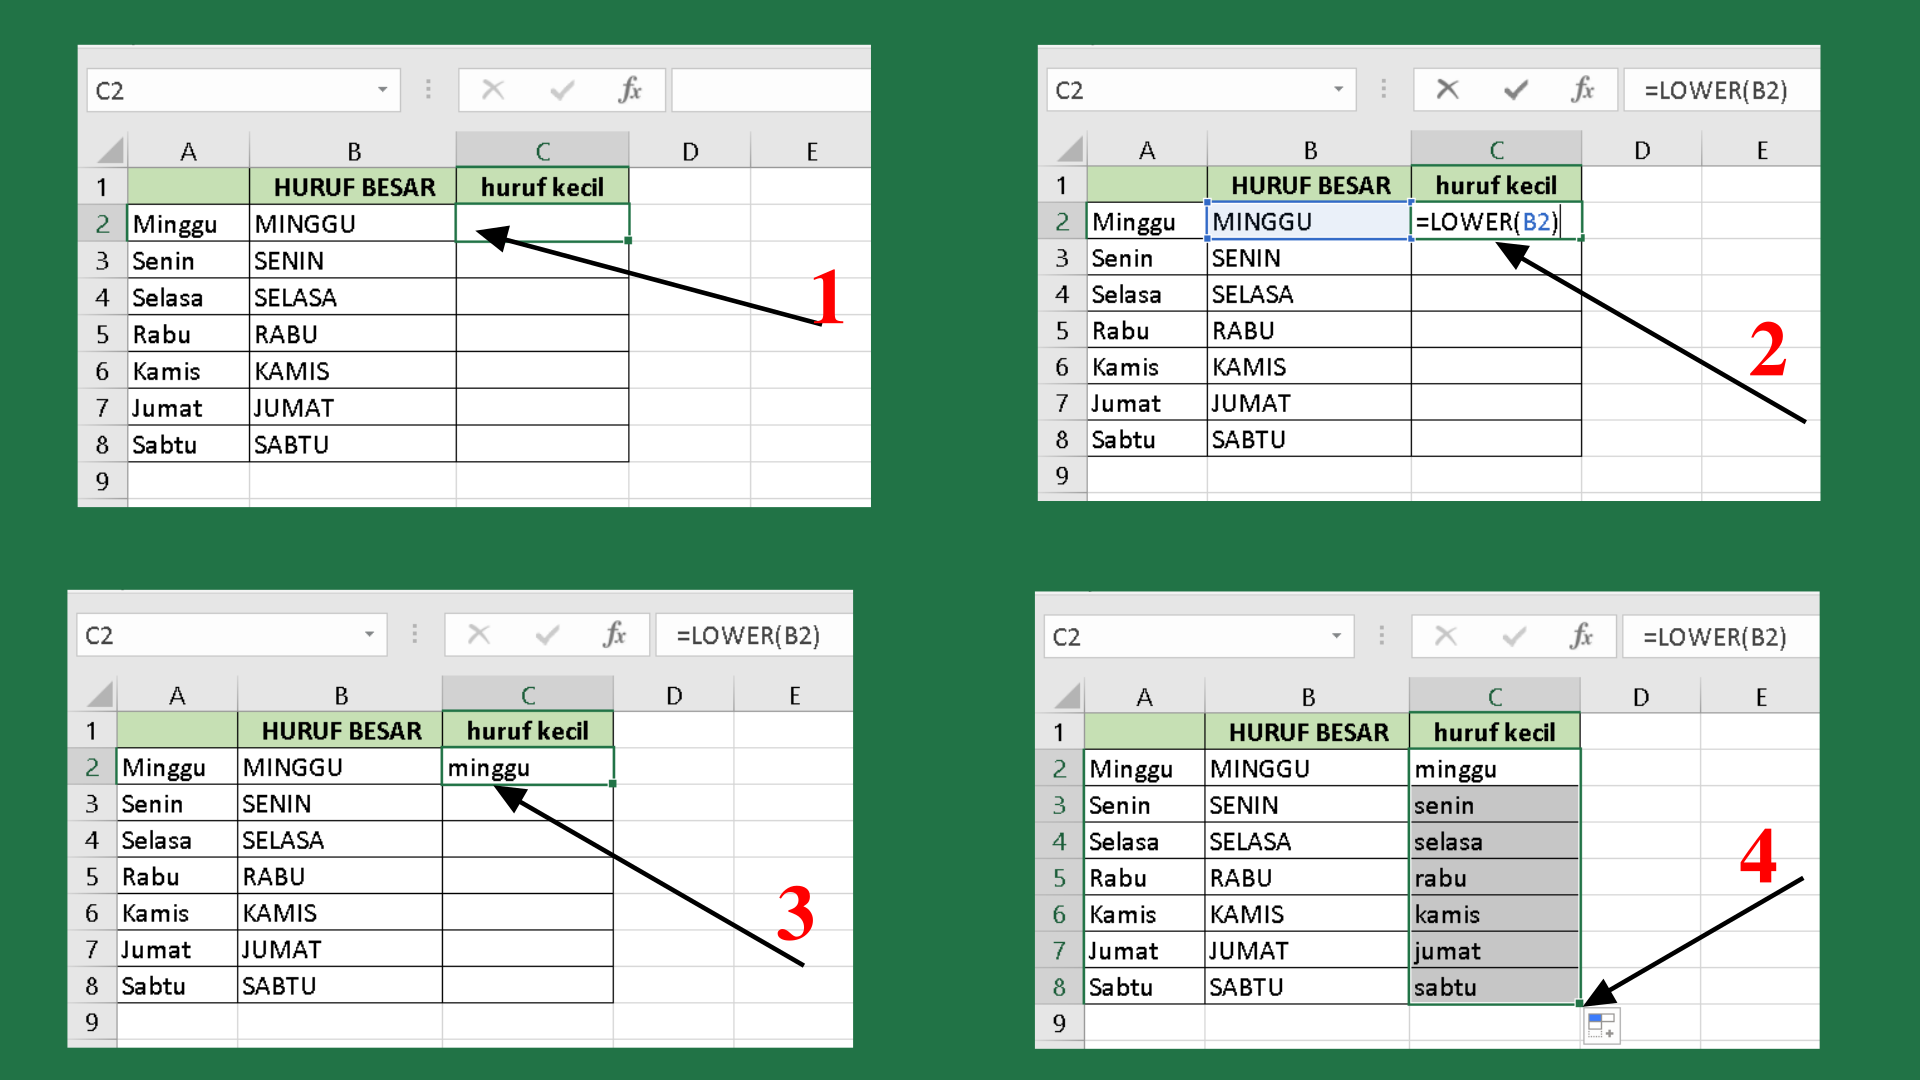 C2 fx
A B C D E
1 HURUF BESAR huruf kecil
2 Minggu MINGGU
3 Senin SENIN
4 Selasa SELASA
5 Rabu RABU
6 Kamis KAMIS
7 Jumat JUMAT
8 Sabtu SABTU
9
1
C2 fx =LOWER(B2)
A B C D E
1 HURUF BESAR huruf kecil
2 Minggu MINGGU =LOWER(B2)
3 Senin SENIN
4 Selasa SELASA
5 Rabu RABU
6 Kamis KAMIS
7 Jumat JUMAT
8 Sabtu SABTU
9
2
C2 fx =LOWER(B2)
A B C D E
1 HURUF BESAR huruf kecil
2 Minggu MINGGU minggu
3 Senin SENIN
4 Selasa SELASA
5 Rabu RABU
6 Kamis KAMIS
7 Jumat JUMAT
8 Sabtu SABTU
9
3
C2 fx =LOWER(B2)
A B C D E
1 HURUF BESAR huruf kecil
2 Minggu MINGGU minggu
3 Senin SENIN senin
4 Selasa SELASA selasa
5 Rabu RABU rabu
6 Kamis KAMIS kamis
7 Jumat JUMAT jumat
8 Sabtu SABTU sabtu
9
4